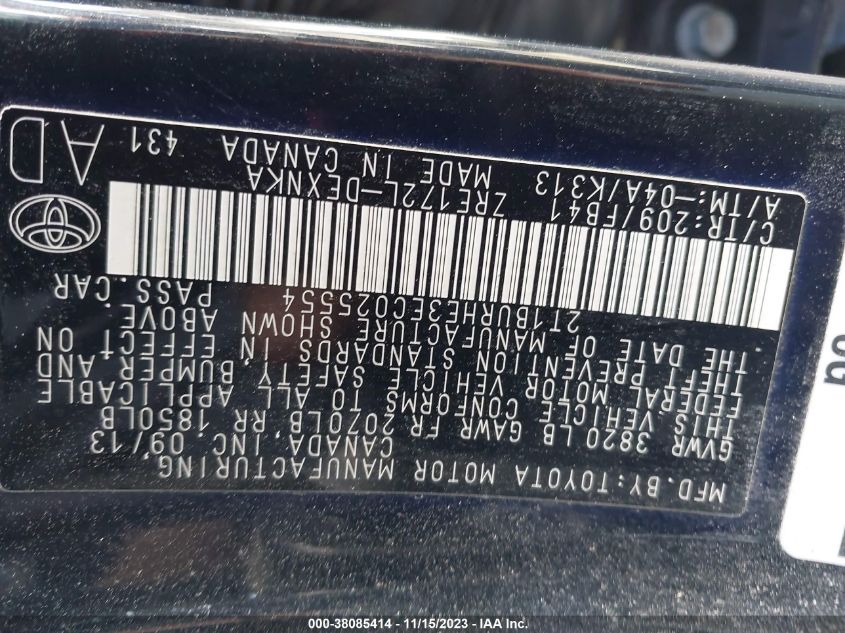 MFD.BY:TOYOTA MOTOR MANUFACTURING
CANADA INC. 09/13
GVWR 3820LB GAWR FR 2070LB RR 1850LB
THIS VEHICLE CONFORMS TO ALL APPLICABLE
FEDERAL MOTOR VEHICLE SAFETY, BUMPER AND
THEFT PREVENTION STANDARDS IN EFFECT ON
THE DATE OF MANUFACTURE SHOWN ABOVE.
2T1BURHE3EC025554 PASS.CAR
C/TR:209/FB41 ZRE172L-DEXNKA
A/TM:-04A/K313 MADE IN CANADA 431
AD
000-38085414 - 11/15/2023 - IAA Inc.